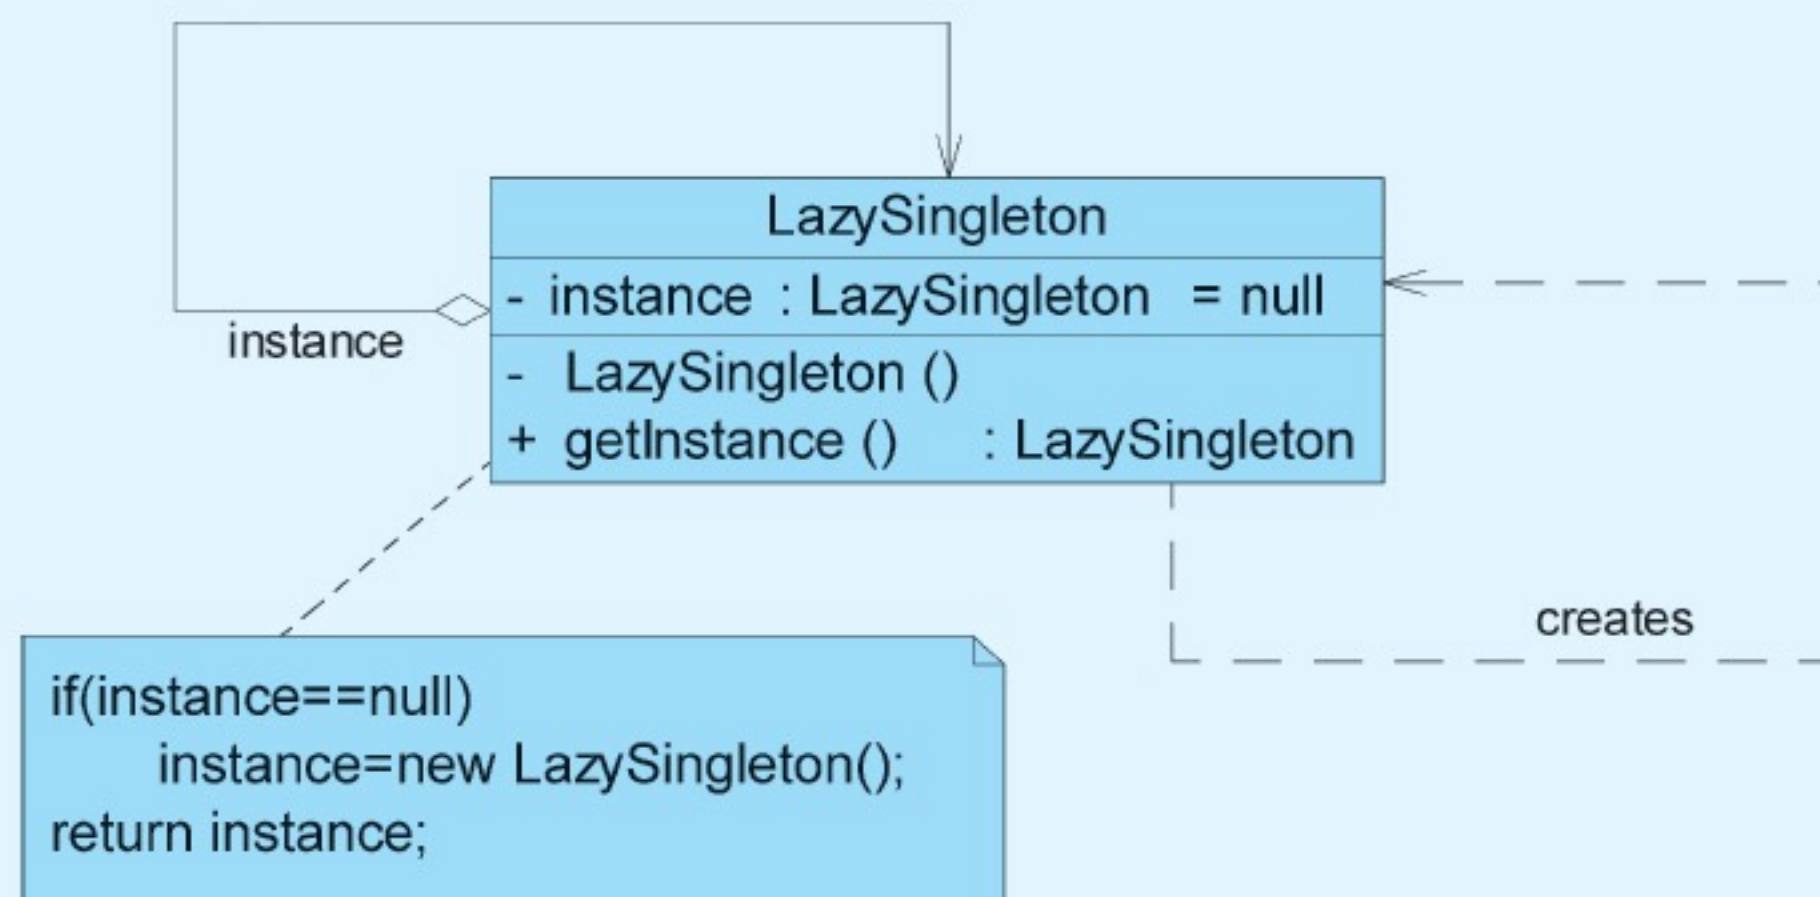 LazySingleton
- instance : LazySingleton = null
instance
- LazySingleton ()
+ getInstance () : LazySingleton
creates
if(instance==null)
instance=new LazySingleton();
return instance;